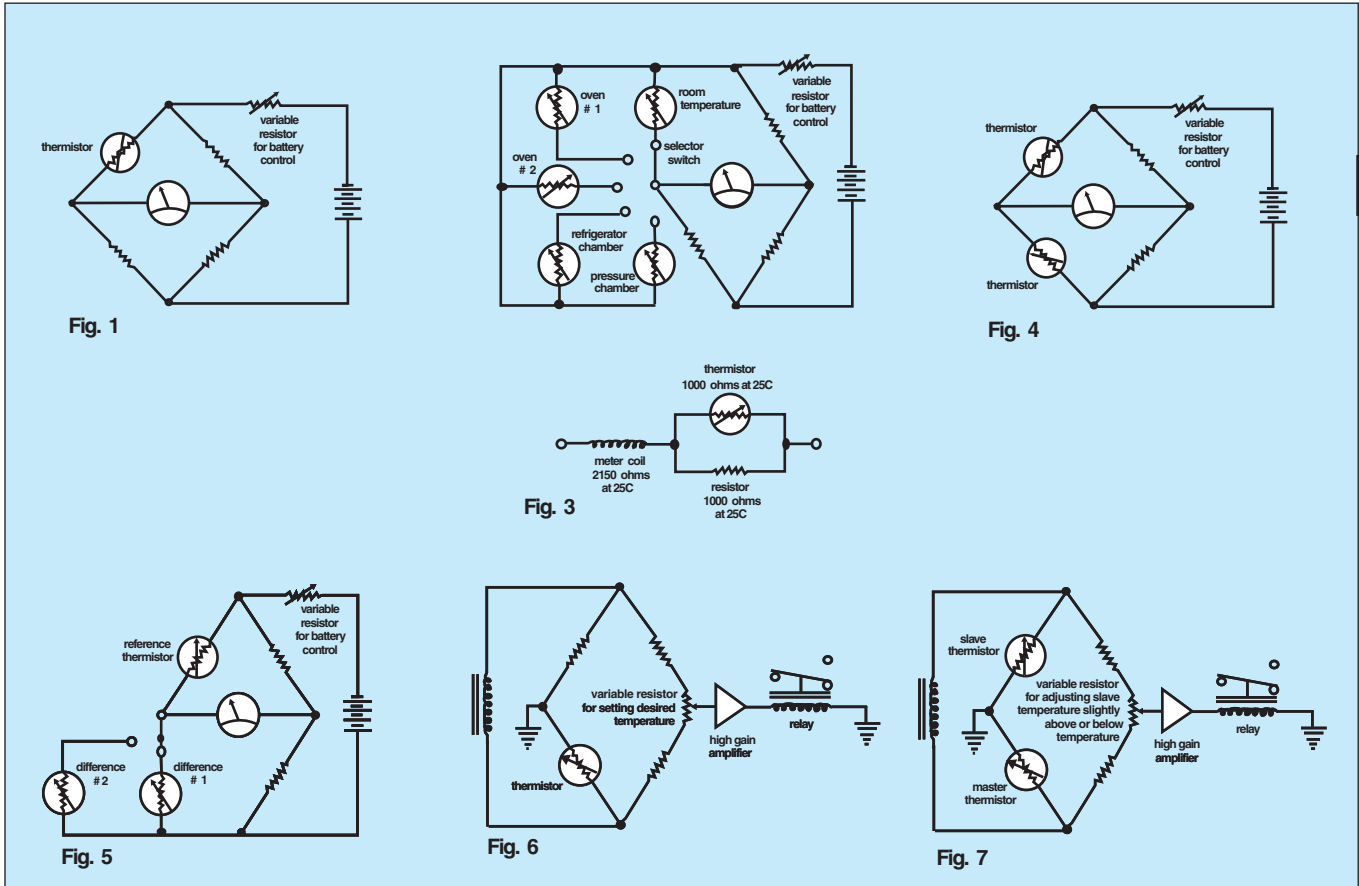 thermistor
variable
resistor
for battery
control
Fig. 1
oven
# 1
room
temperature
variable
resistor
for battery
control
selector
switch
oven
# 2
refrigerator
chamber
pressure
chamber
thermistor
variable
resistor
for battery
control
thermistor
Fig. 4
thermistor
1000 ohms at 25C
meter coil
2150 ohms
at 25C
resistor
1000 ohms
at 25C
Fig. 3
reference
thermistor
variable
resistor
for battery
control
difference
# 2
difference
# 1
Fig. 5
variable resistor
for setting desired
temperature
high gain
amplifier
relay
thermistor
Fig. 6
slave
thermistor
variable resistor
for adjusting slave
temperature slightly
above or below
temperature
high gain
amplifier
relay
master
thermistor
Fig. 7